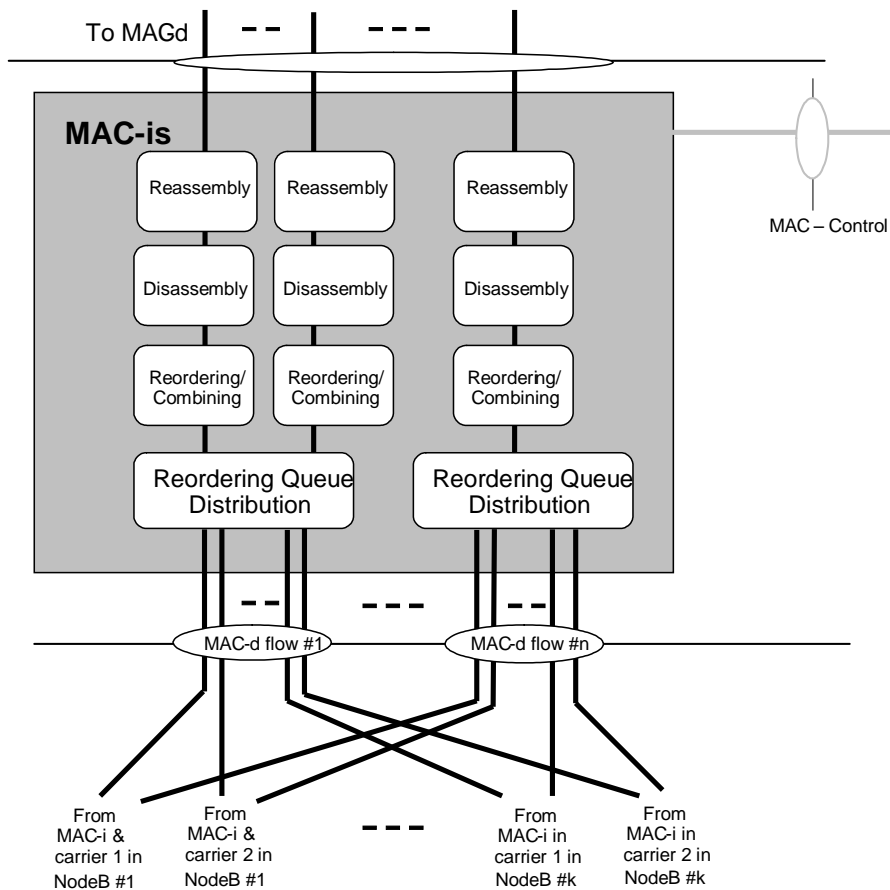 To MAGd
MAC-is
Reassembly
Reassembly
Reassembly
MAC – Control
Disassembly
Disassembly
Disassembly
Reordering/
Combining
Reordering/
Combining
Reordering/
Combining
Reordering Queue
Distribution
Reordering Queue
Distribution
MAC-d flow #1
MAC-d flow #n
From
MAC-i &
carrier 1 in
NodeB #1
From
MAC-i &
carrier 2 in
NodeB #1
From
MAC-i in
carrier 1 in
NodeB #k
From
MAC-i in
carrier 2 in
NodeB #k